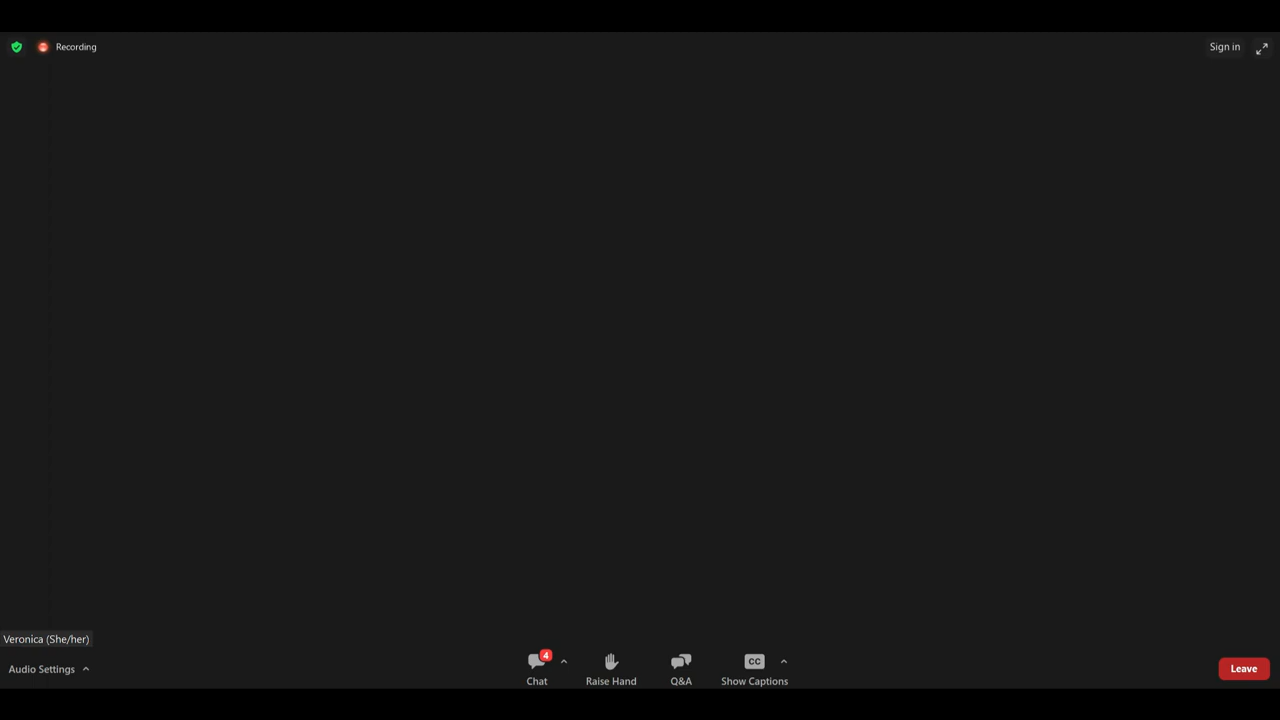 Recording
Sign in
Veronica (She/her)
Audio Settings
4
Chat
Raise Hand
Q&A
CC
Show Captions
Leave